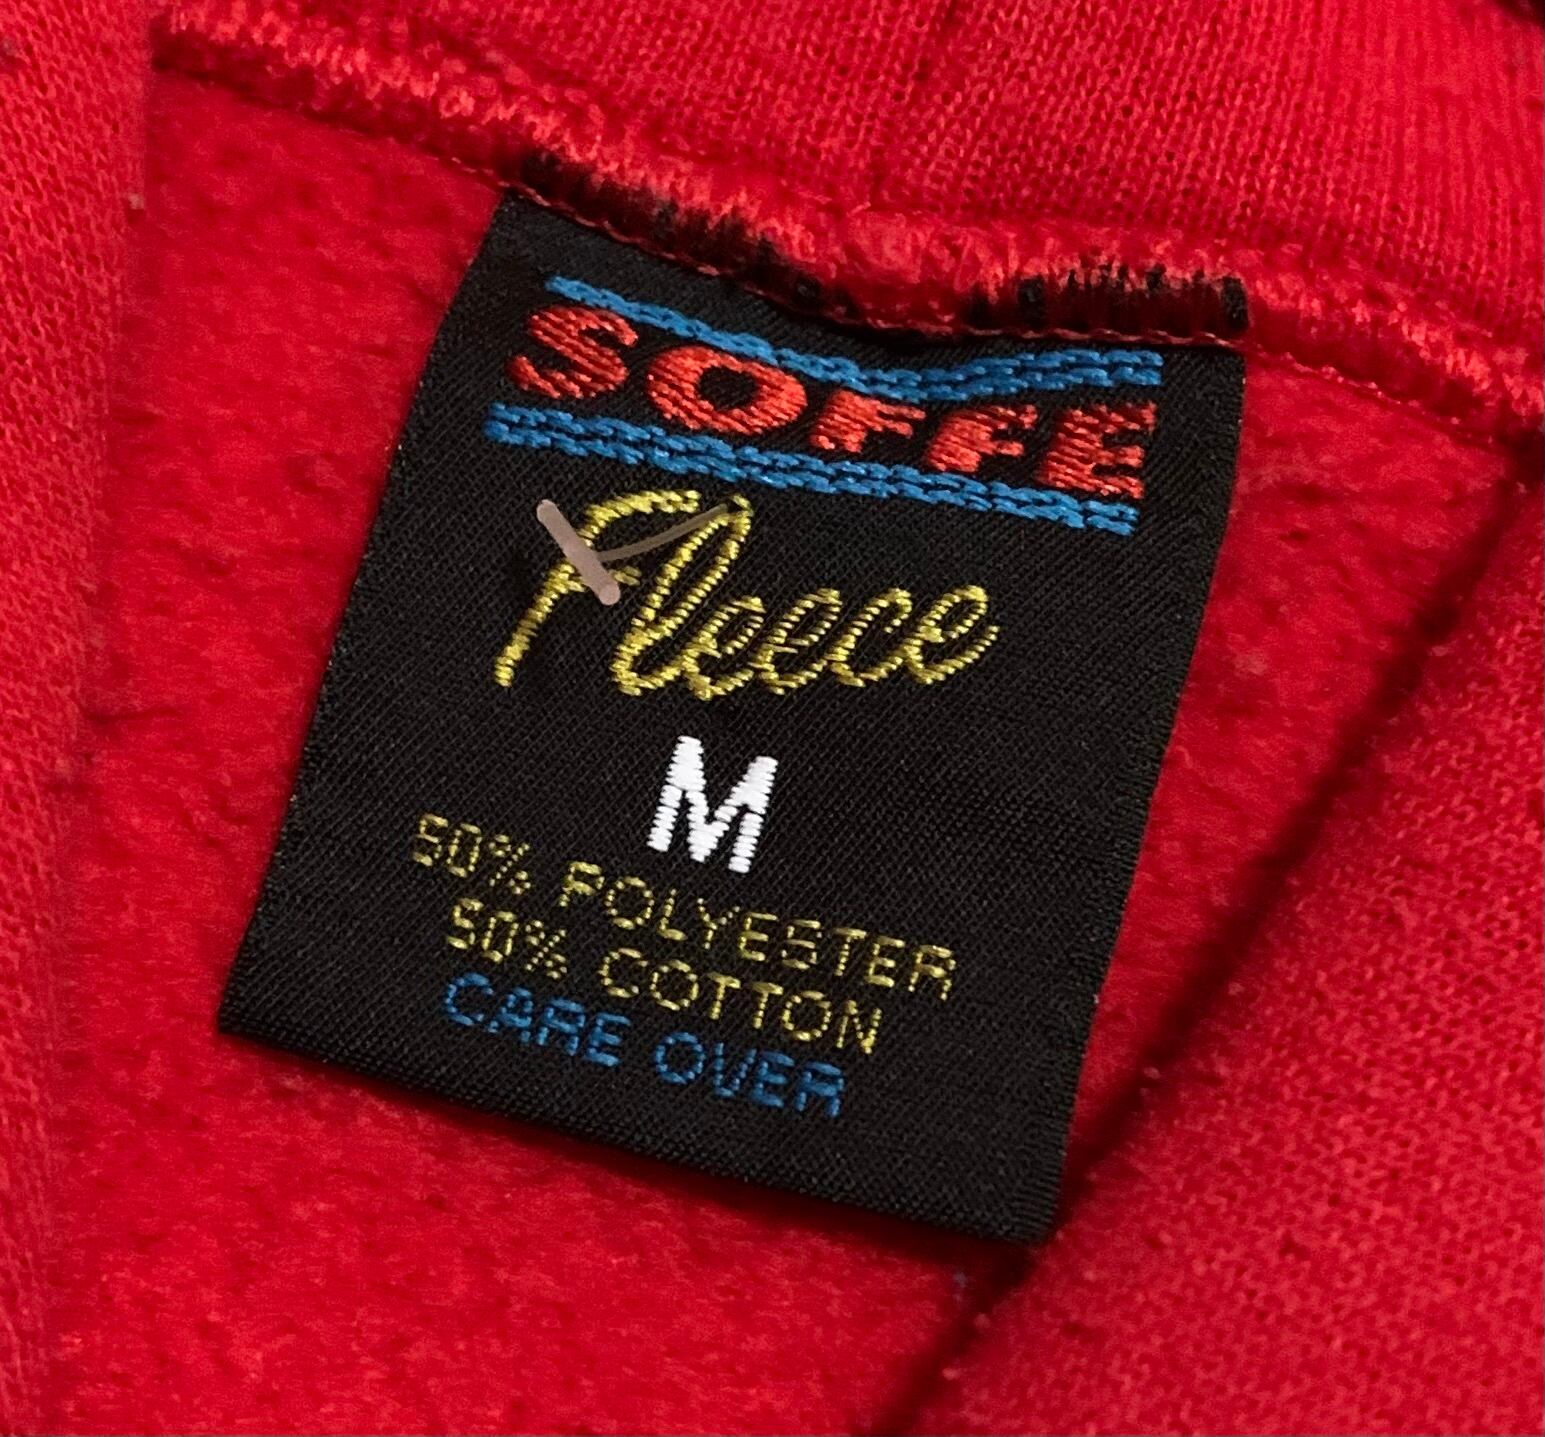 SOFFE
Fleece
M
50% POLYESTER
50% COTTON
CARE OVER